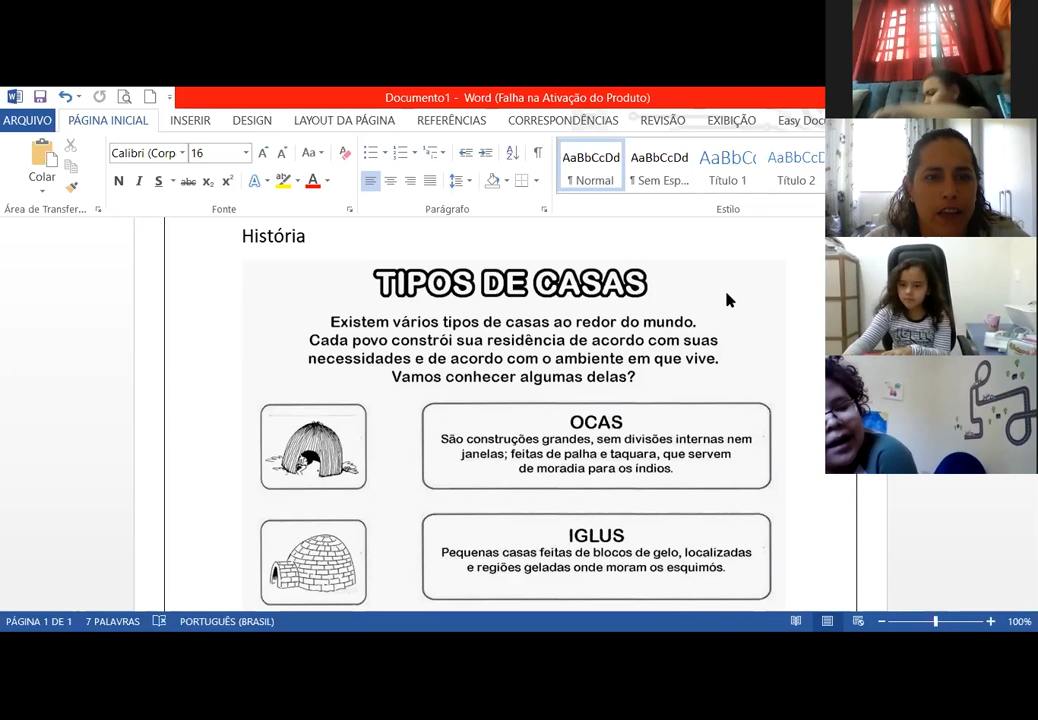 Documento1 - Word (Falha na Ativação do Produto)
ARQUIVO PÁGINA INICIAL INSERIR DESIGN LAYOUT DA PÁGINA REFERÊNCIAS CORRESPONDÊNCIAS REVISÃO EXIBIÇÃO Easy Doc
Calibri (Corp 16 Aa
AaBbCcDd AaBbCcDd AaBbCc AaBbCcD
Colar
N I S abc x₂ x² A A
¶ Normal ¶ Sem Esp... Título 1 Título 2
Área de Transfer... Fonte Parágrafo Estilo
História
TIPOS DE CASAS
Existem vários tipos de casas ao redor do mundo.
Cada povo constrói sua residência de acordo com suas
necessidades e de acordo com o ambiente em que vive.
Vamos conhecer algumas delas?
OCAS
São construções grandes, sem divisões internas nem
janelas; feitas de palha e taquara, que servem
de moradia para os índios.
IGLUS
Pequenas casas feitas de blocos de gelo, localizadas
e regiões geladas onde moram os esquimós.
PÁGINA 1 DE 1 7 PALAVRAS PORTUGUÊS (BRASIL) 100%